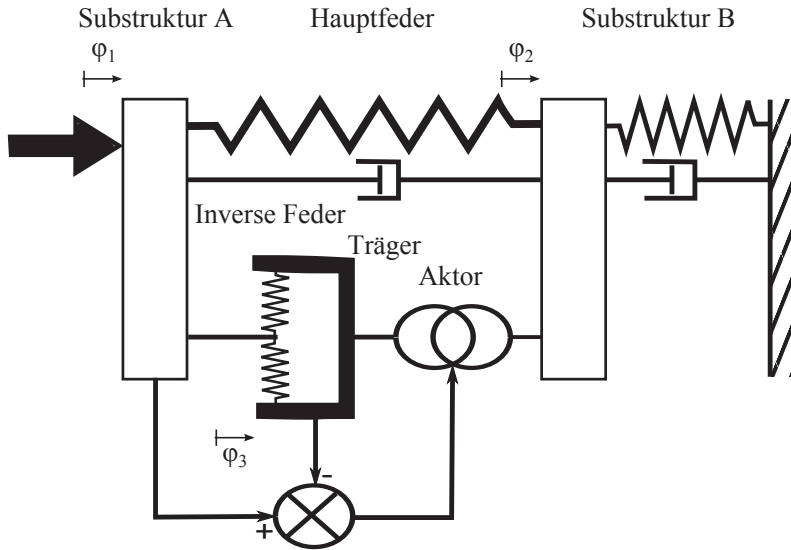 Substruktur A
Hauptfeder
Substruktur B
φ1
φ2
Inverse Feder
Träger
Aktor
φ3
-
+